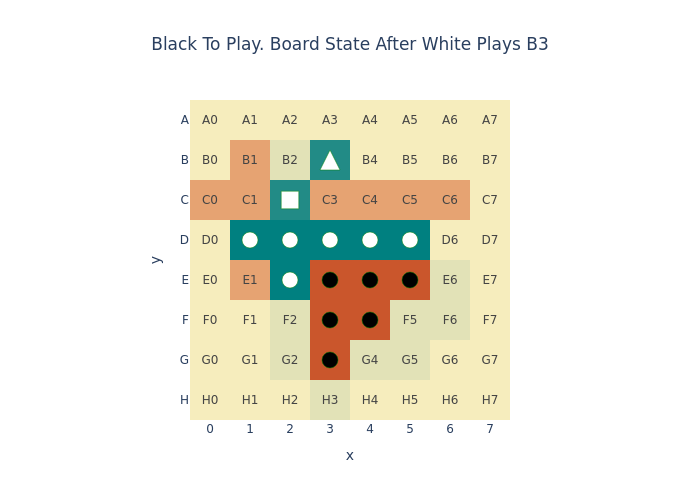 Black To Play. Board State After White Plays B3
A A0 A1 A2 A3 A4 A5 A6 A7
B B0 B1 B2 B4 B5 B6 B7
C C0 C1 C3 C4 C5 C6 C7
D D0 D6 D7
y
E E0 E1 E6 E7
F F0 F1 F2 F5 F6 F7
G G0 G1 G2 G4 G5 G6 G7
H H0 H1 H2 H3 H4 H5 H6 H7
0 1 2 3 4 5 6 7
x